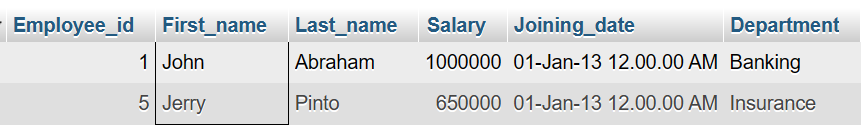 Employee_id First_name Last_name Salary Joining_date Department
1 John Abraham 1000000 01-Jan-13 12.00.00 AM Banking
5 Jerry Pinto 650000 01-Jan-13 12.00.00 AM Insurance